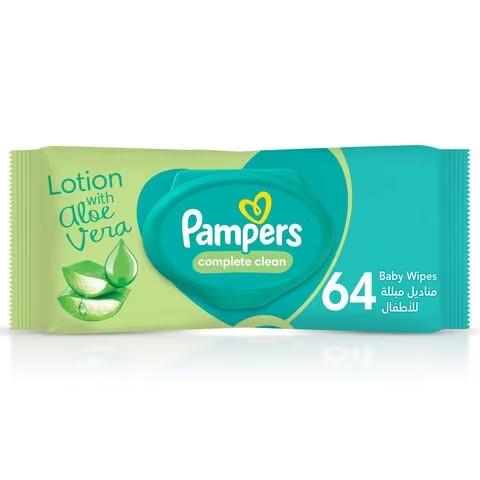 Lotion
with
Aloe
Vera
Pampers
complete clean
64
Baby Wipes
مناديل مبللة
للأطفال